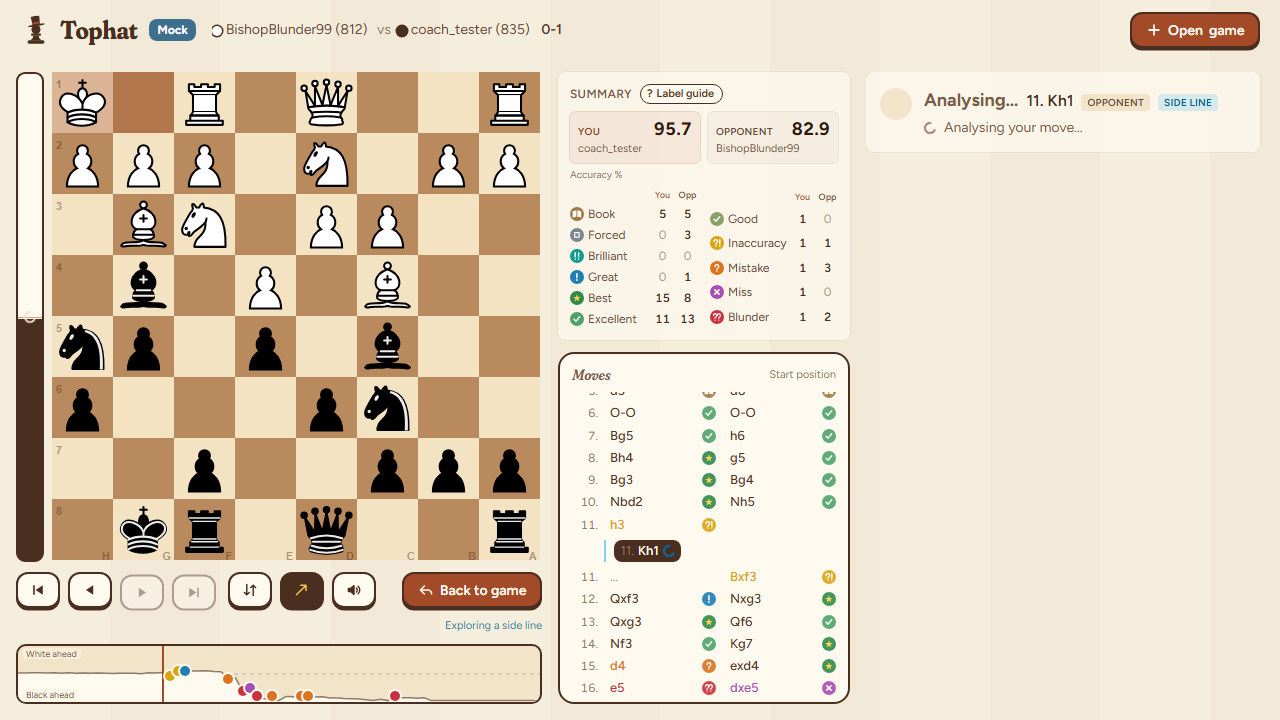 Tophat Mock BishopBlunder99 (812) vs coach_tester (835) 0-1
Open game
1
2
3
4
5
6
7
8
H G F E D C B A
Back to game
Exploring a side line
White ahead
Black ahead
SUMMARY ? Label guide
YOU 95.7
coach_tester
OPPONENT 82.9
BishopBlunder99
Accuracy %
You Opp
Book 5 5
Forced 0 3
Brilliant 0 0
Great 0 1
Best 15 8
Excellent 11 13
You Opp
Good 1 0
Inaccuracy 1 1
Mistake 1 3
Miss 1 0
Blunder 1 2
Moves Start position
6. O-O O-O
7. Bg5 h6
8. Bh4 g5
9. Bg3 Bg4
10. Nbd2 Nh5
11. h3
11. Kh1
11. ... Bxf3
12. Qxf3 Nxg3
13. Qxg3 Qf6
14. Nf3 Kg7
15. d4 exd4
16. e5 dxe5
Analysing... 11. Kh1 OPPONENT SIDE LINE
Analysing your move...